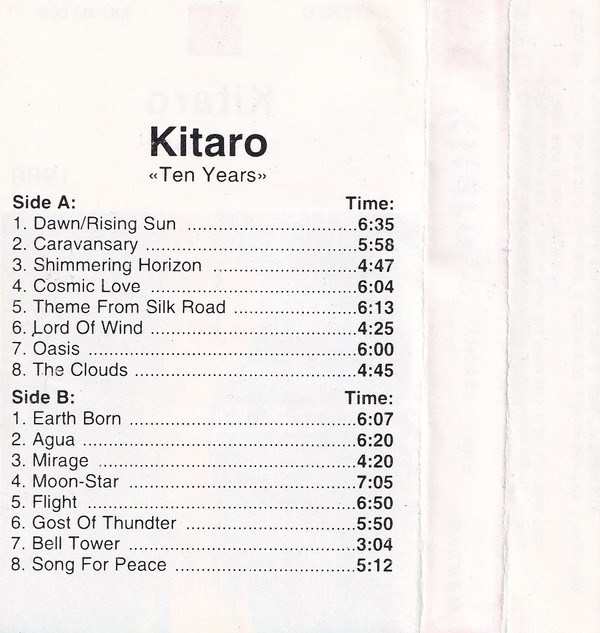 Kitaro
«Ten Years»
Side A: Time:
1. Dawn/Rising Sun ................................6:35
2. Caravansary .......................................5:58
3. Shimmering Horizon ...........................4:47
4. Cosmic Love ......................................6:04
5. Theme From Silk Road .......................6:13
6. Lord Of Wind ......................................4:25
7. Oasis .................................................6:00
8. The Clouds .........................................4:45
Side B: Time:
1. Earth Born ..........................................6:07
2. Agua ..................................................6:20
3. Mirage ................................................4:20
4. Moon-Star ..........................................7:05
5. Flight ..................................................6:50
6. Gost Of Thundter ................................5:50
7. Bell Tower ..........................................3:04
8. Song For Peace ..................................5:12